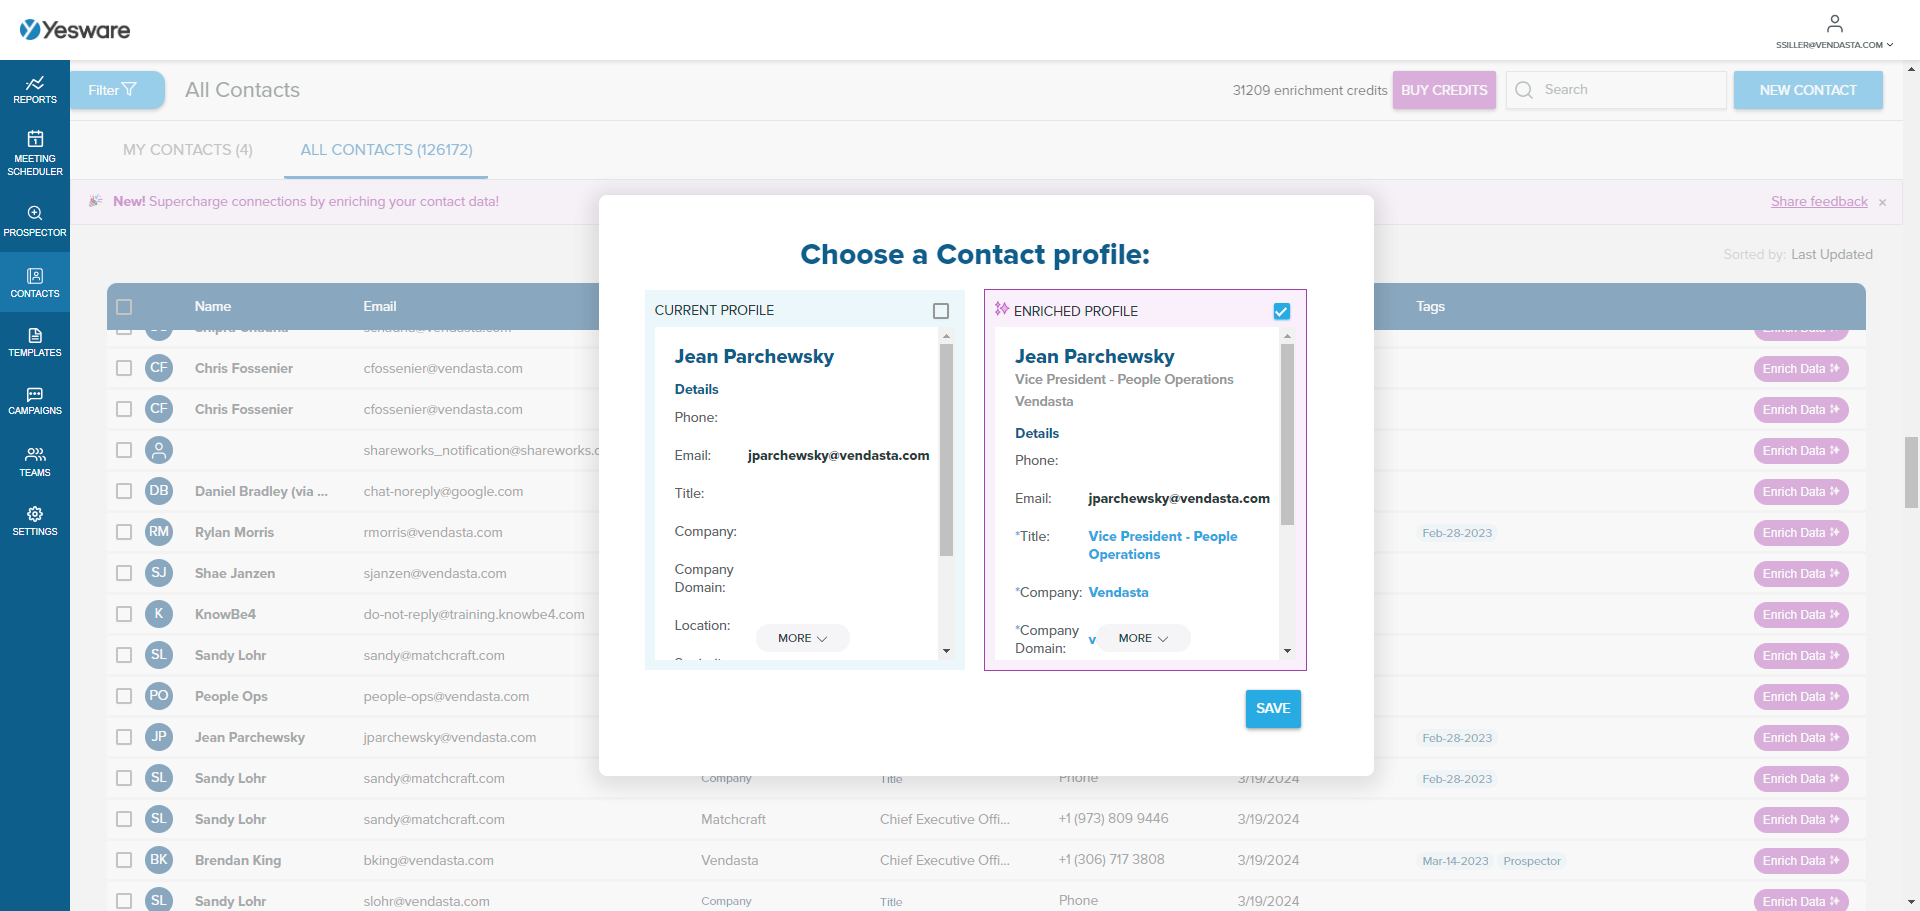 Yesware
SSILLER@VENDASTA.COM
REPORTS
MEETING SCHEDULER
PROSPECTOR
CONTACTS
TEMPLATES
CAMPAIGNS
TEAMS
SETTINGS
Filter
All Contacts
31209 enrichment credits
BUY CREDITS
Search
NEW CONTACT
MY CONTACTS (4)
ALL CONTACTS (126172)
New! Supercharge connections by enriching your contact data!
Share feedback ×
Sorted by: Last Updated
Name Email Tags
Enrich Data
CF Chris Fossenier cfossenier@vendasta.com Enrich Data
CF Chris Fossenier cfossenier@vendasta.com Enrich Data
shareworks_notification@shareworks.c Enrich Data
DB Daniel Bradley (via ... chat-noreply@google.com Enrich Data
RM Rylan Morris rmorris@vendasta.com Feb-28-2023 Enrich Data
SJ Shae Janzen sjanzen@vendasta.com Enrich Data
K KnowBe4 do-not-reply@training.knowbe4.com Enrich Data
SL Sandy Lohr sandy@matchcraft.com Enrich Data
PO People Ops people-ops@vendasta.com Enrich Data
JP Jean Parchewsky jparchewsky@vendasta.com Feb-28-2023 Enrich Data
SL Sandy Lohr sandy@matchcraft.com Company Title Phone 3/19/2024 Feb-28-2023 Enrich Data
SL Sandy Lohr sandy@matchcraft.com Matchcraft Chief Executive Offi... +1 (973) 809 9446 3/19/2024 Enrich Data
BK Brendan King bking@vendasta.com Vendasta Chief Executive Offi... +1 (306) 717 3808 3/19/2024 Mar-14-2023 Prospector Enrich Data
SL Sandy Lohr slohr@vendasta.com Company Title Phone 3/19/2024 Enrich Data
Choose a Contact profile:
CURRENT PROFILE
Jean Parchewsky
Details
Phone:
Email: jparchewsky@vendasta.com
Title:
Company:
Company
Domain:
Location:
MORE
ENRICHED PROFILE
Jean Parchewsky
Vice President - People Operations
Vendasta
Details
Phone:
Email: jparchewsky@vendasta.com
*Title: Vice President - People
Operations
*Company: Vendasta
*Company
Domain: v
MORE
SAVE